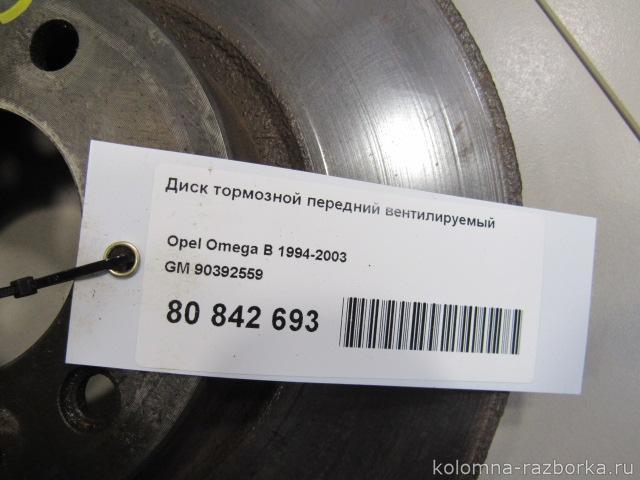 Диск тормозной передний вентилируемый
Opel Omega B 1994-2003
GM 90392559
80 842 693
kolomna-razborka.ru